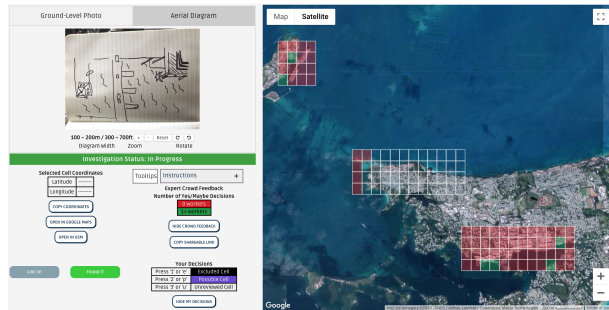 Ground-Level Photo
Aerial Diagram
100 - 200m / 300 - 700ft
+
-
Reset
Diagram Width
Zoom
Rotate
Investigation Status: In Progress
Selected Cell Coordinates
Latitude
Longitude
COPY COORDINATES
OPEN IN GOOGLE MAPS
OPEN IN OSM
Tooltips
Instructions
+
Expert Crowd Feedback
Number of Yes/Maybe Decisions
0 workers
1+ workers
HIDE CROWD FEEDBACK
COPY SHAREABLE LINK
GIVE UP
FOUND IT
Your Decisions
Press '1' or 'e'
Excluded Cell
Press '2' or 'p'
Possible Cell
Press '3' or 'u'
Unreviewed Cell
HIDE MY DECISIONS
Map
Satellite
+
-
Google